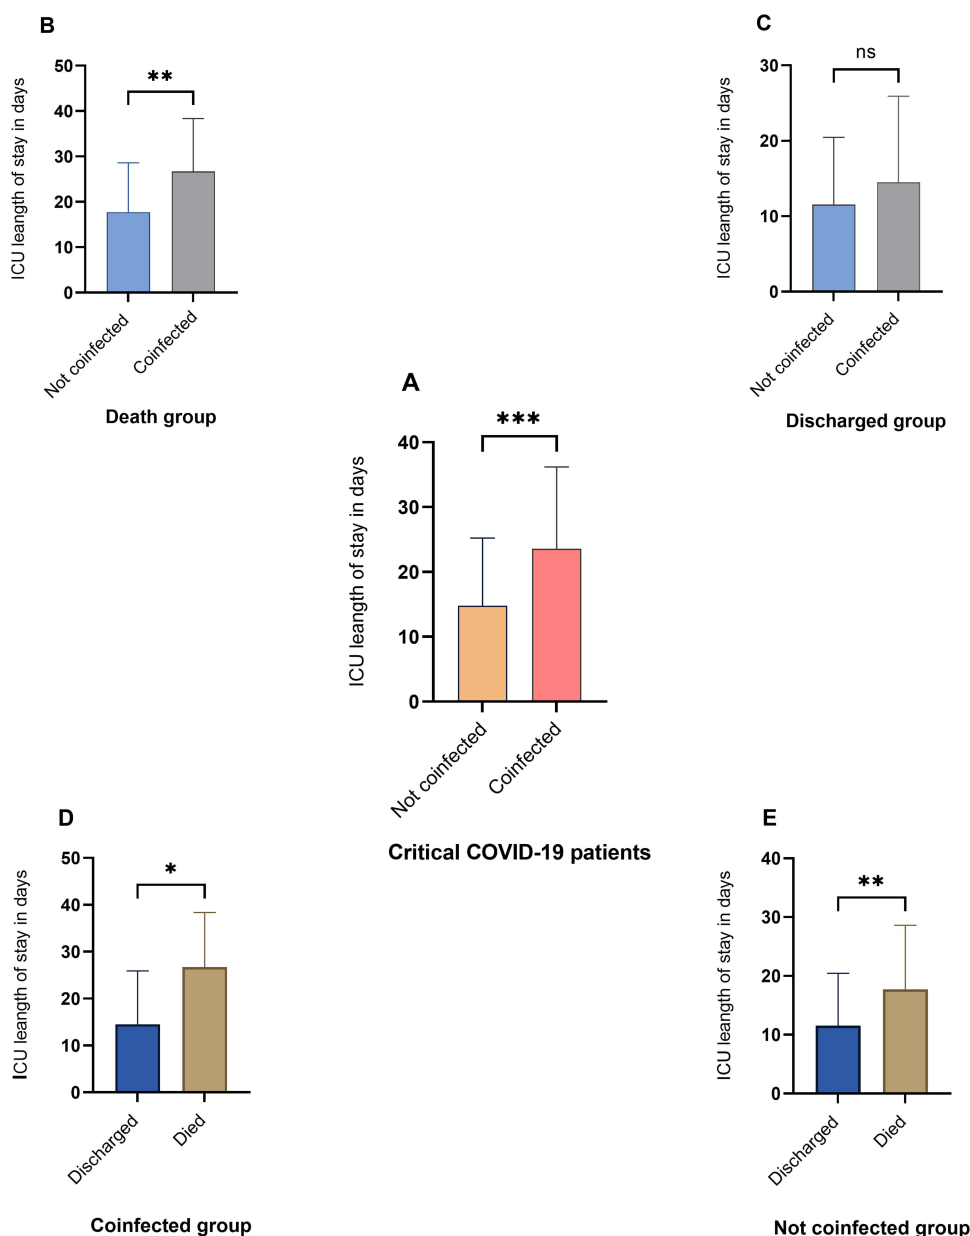 B
ICU leangth of stay in days
50
40
30
20
10
0
**
Not coinfected
Coinfected
Death group
C
ICU leangth of stay in days
30
20
10
0
ns
Not coinfected
Coinfected
Discharged group
A
ICU leangth of stay in days
40
30
20
10
0
***
Not coinfected
Coinfected
Critical COVID-19 patients
D
ICU leangth of stay in days
50
40
30
20
10
0
*
Discharged
Died
Coinfected group
E
ICU leangth of stay in days
40
30
20
10
0
**
Discharged
Died
Not coinfected group